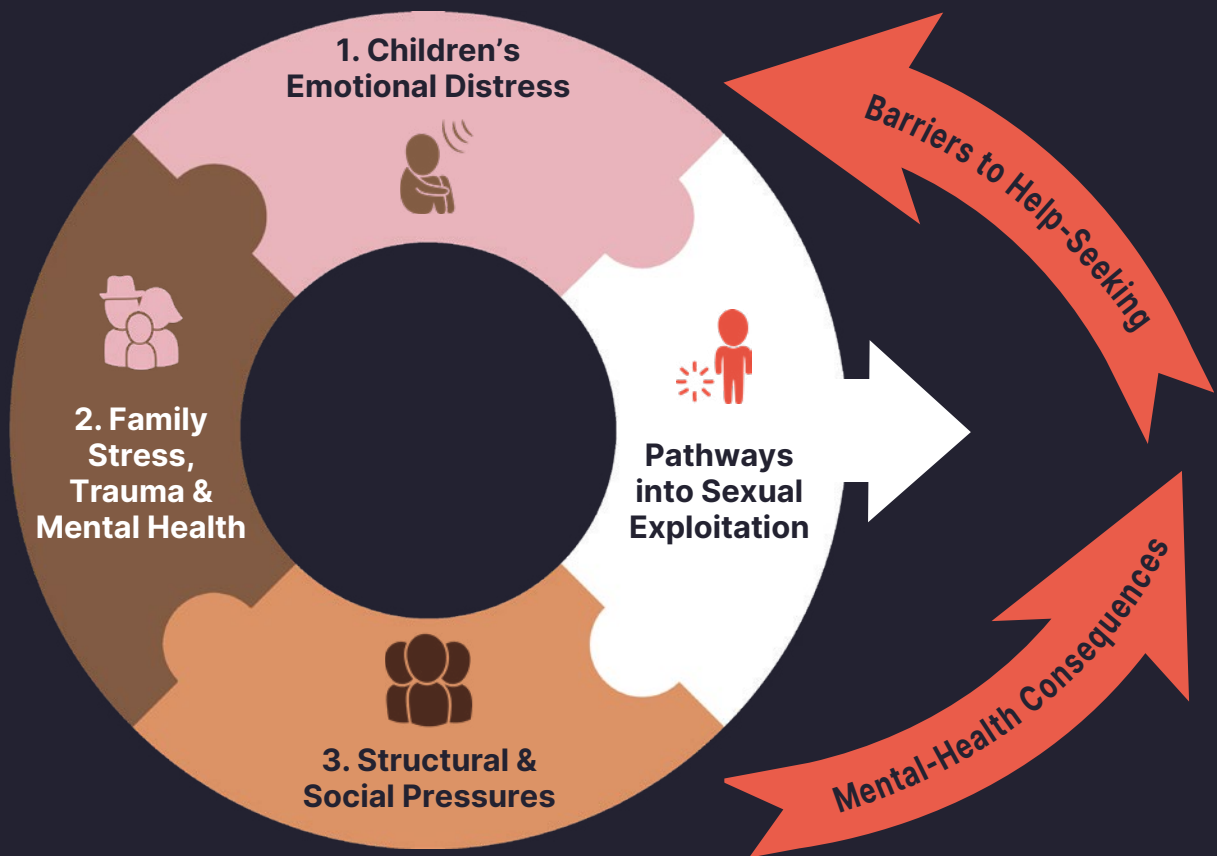 1. Children’s
Emotional Distress
2. Family
Stress,
Trauma &
Mental Health
3. Structural &
Social Pressures
Pathways
into Sexual
Exploitation
Barriers to Help-Seeking
Mental-Health Consequences